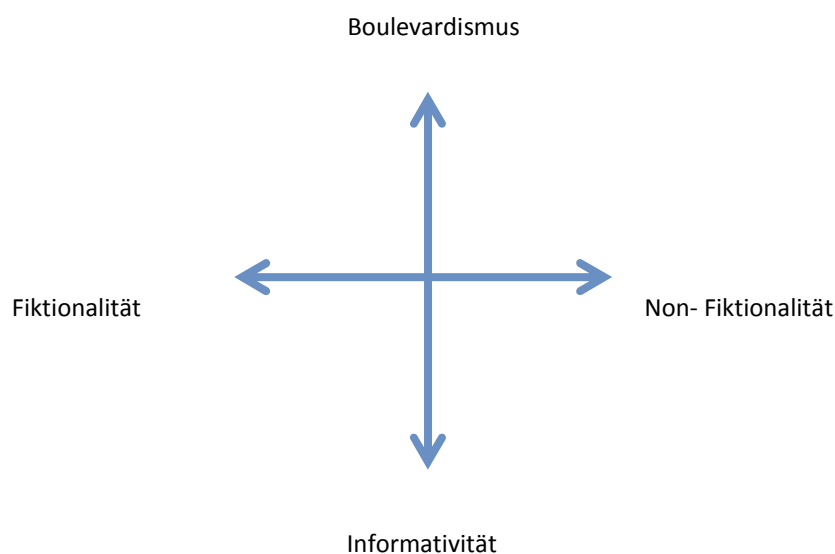 Boulevardismus
Fiktionalität
Non- Fiktionalität
Informativität